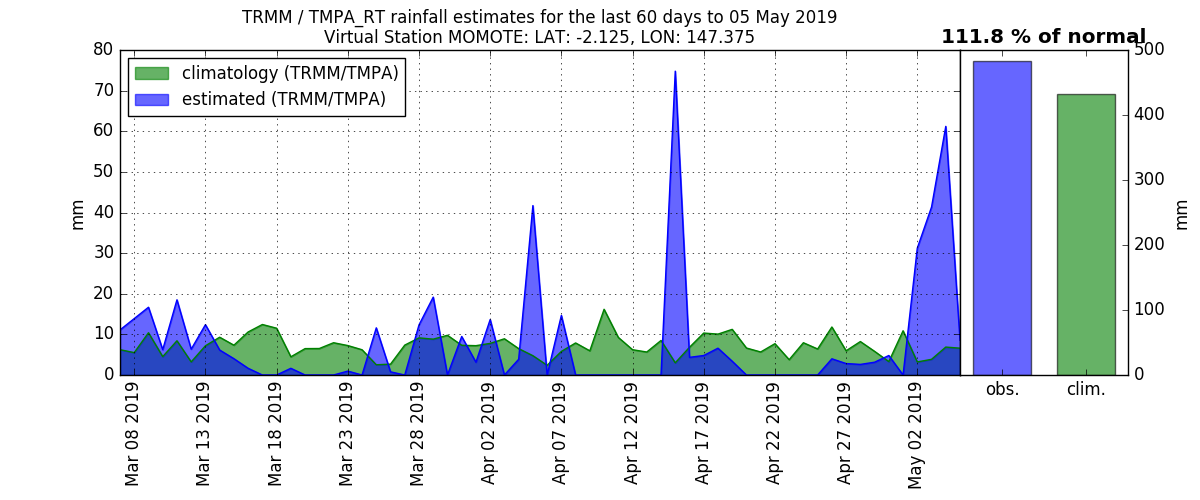 TRMM / TMPA_RT rainfall estimates for the last 60 days to 05 May 2019
Virtual Station MOMOTE: LAT: -2.125, LON: 147.375
111.8 % of normal
climatology (TRMM/TMPA)
estimated (TRMM/TMPA)
80
70
60
50
40
30
20
10
0
mm
Mar 08 2019
Mar 13 2019
Mar 18 2019
Mar 23 2019
Mar 28 2019
Apr 02 2019
Apr 07 2019
Apr 12 2019
Apr 17 2019
Apr 22 2019
Apr 27 2019
May 02 2019
500
400
300
200
100
0
mm
obs.
clim.